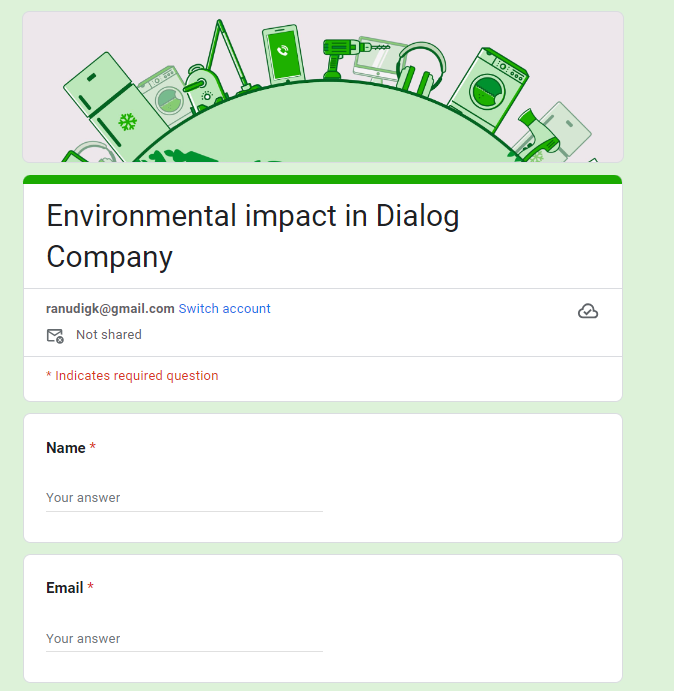 Environmental impact in Dialog
Company
ranudigk@gmail.com Switch account
Not shared
* Indicates required question
Name *
Your answer
Email *
Your answer